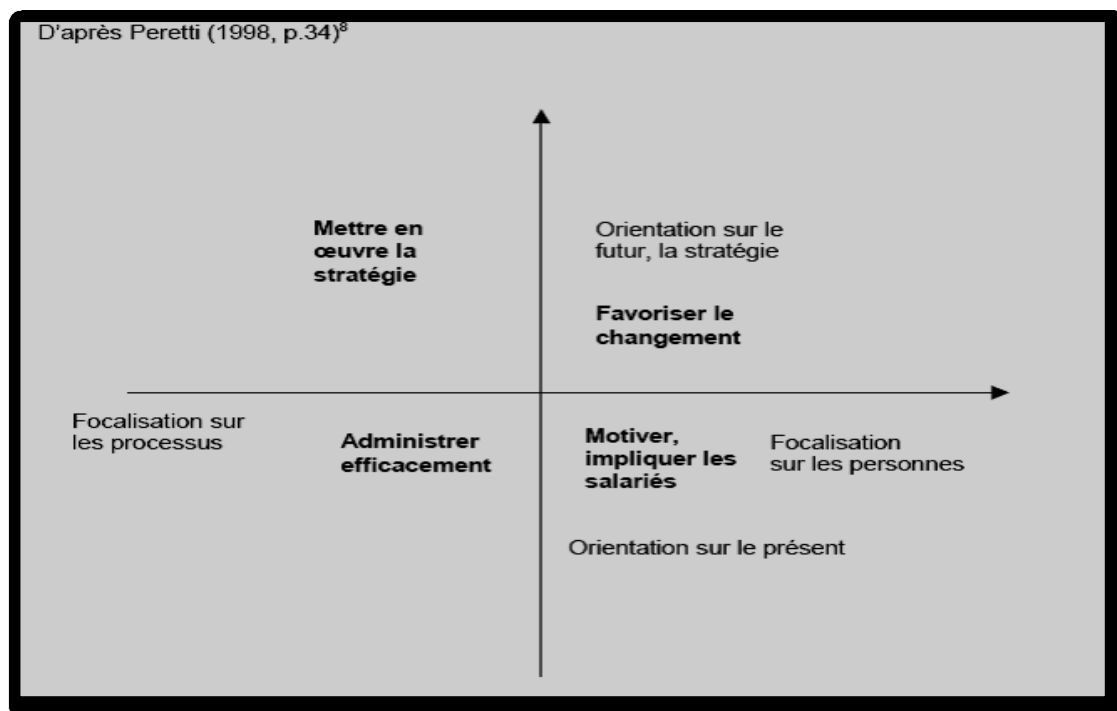 D'après Peretti (1998, p.34)⁸
Mettre en
œuvre la
stratégie
Orientation sur le
futur, la stratégie
Favoriser le
changement
Focalisation sur
les processus
Administrer
efficacement
Motiver,
impliquer les
salariés
Focalisation
sur les personnes
Orientation sur le présent